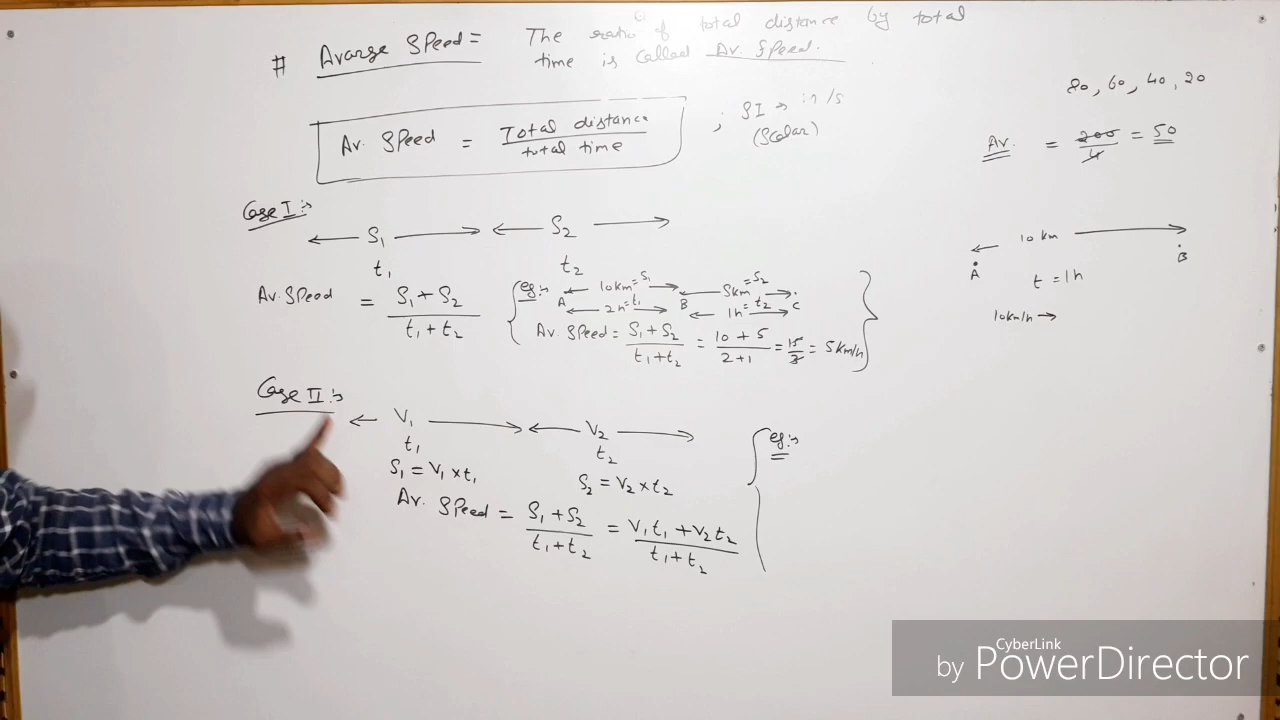 # Avarge Speed = The ratio of total distance by total
time is called Av. Speed.
Av. Speed = Total distance / total time ; SI → m/s
(Scalar)
80, 60, 40, 20
Av. = 200/4 = 50
Case I :-
S₁ S₂
t₁ t₂
Av. Speed = S₁ + S₂ / t₁ + t₂
eg:- 10km = S₁ 5km = S₂
A B C
2h = t₁ 1h = t₂
Av. Speed = S₁ + S₂ / t₁ + t₂ = 10 + 5 / 2 + 1 = 15/3 = 5 km/h
10 km
A B
t = 1h
10km/h →
Case II :-
V₁ V₂
t₁ t₂
S₁ = V₁ × t₁ S₂ = V₂ × t₂
Av. Speed = S₁ + S₂ / t₁ + t₂ = V₁t₁ + V₂t₂ / t₁ + t₂
eg:-
CyberLink
by PowerDirector